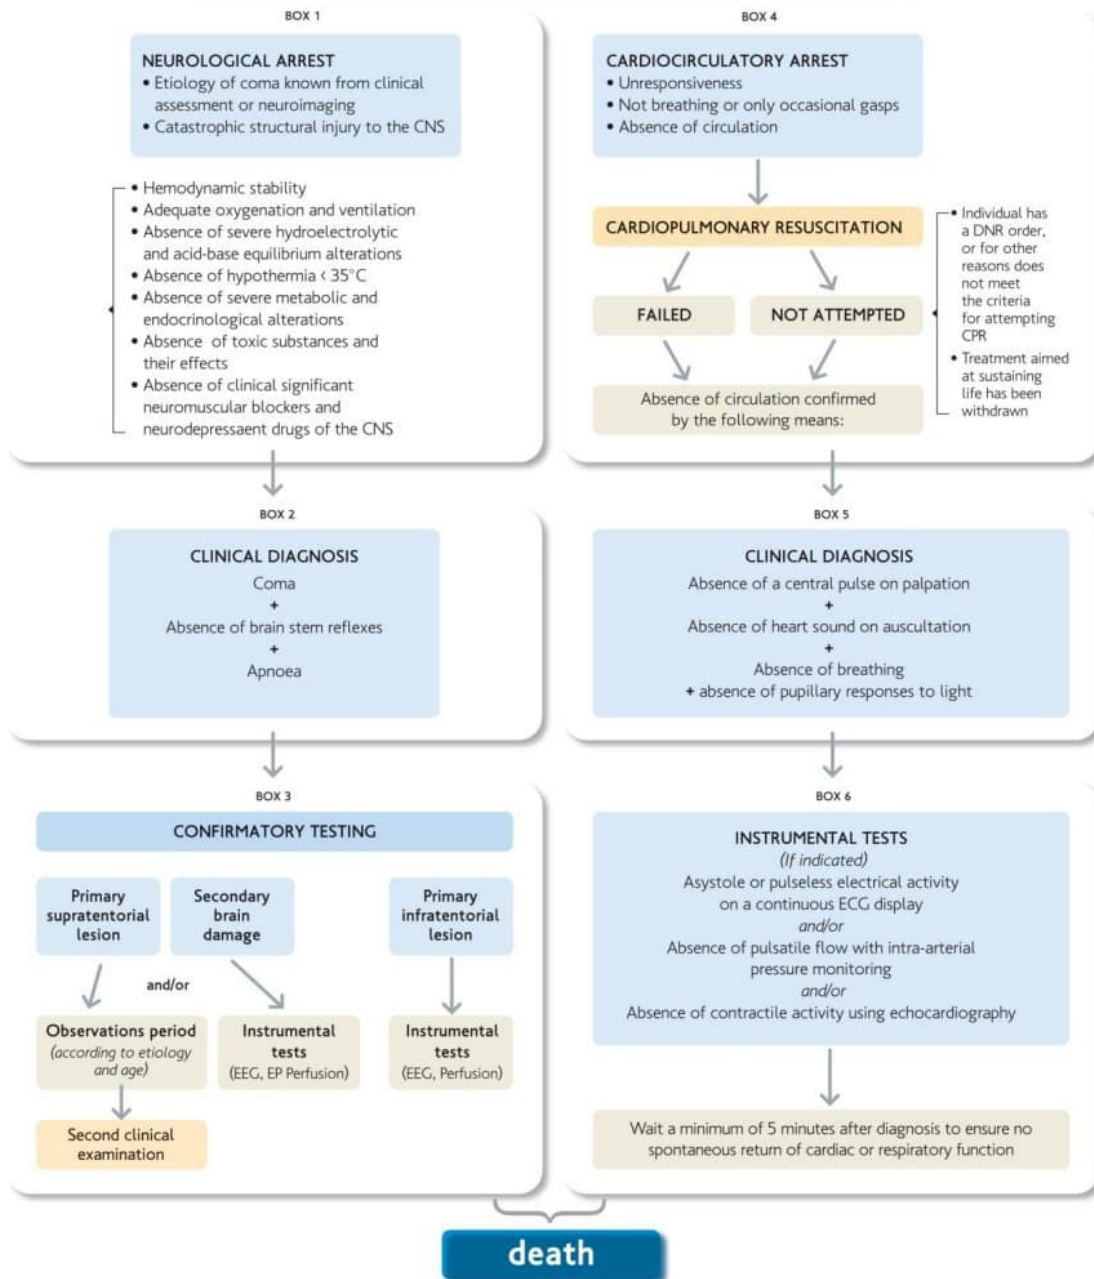 BOX 1
NEUROLOGICAL ARREST
• Etiology of coma known from clinical
assessment or neuroimaging
• Catastrophic structural injury to the CNS
• Hemodynamic stability
• Adequate oxygenation and ventilation
• Absence of severe hydroelectrolytic
and acid-base equilibrium alterations
• Absence of hypothermia < 35°C
• Absence of severe metabolic and
endocrinological alterations
• Absence of toxic substances and
their effects
• Absence of clinical significant
neuromuscular blockers and
neurodepressaent drugs of the CNS
BOX 2
CLINICAL DIAGNOSIS
Coma
+
Absence of brain stem reflexes
+
Apnoea
BOX 3
CONFIRMATORY TESTING
Primary
supratentorial
lesion
Secondary
brain
damage
Primary
infratentorial
lesion
and/or
Observations period
(according to etiology
and age)
Instrumental
tests
(EEG, EP Perfusion)
Instrumental
tests
(EEG, Perfusion)
Second clinical
examination
BOX 4
CARDIOCIRCULATORY ARREST
• Unresponsiveness
• Not breathing or only occasional gasps
• Absence of circulation
CARDIOPULMONARY RESUSCITATION
FAILED
NOT ATTEMPTED
• Individual has
a DNR order,
or for other
reasons does
not meet
the criteria
for attempting
CPR
• Treatment aimed
at sustaining
life has been
withdrawn
Absence of circulation confirmed
by the following means:
BOX 5
CLINICAL DIAGNOSIS
Absence of a central pulse on palpation
+
Absence of heart sound on auscultation
+
Absence of breathing
+ absence of pupillary responses to light
BOX 6
INSTRUMENTAL TESTS
(If indicated)
Asystole or pulseless electrical activity
on a continuous ECG display
and/or
Absence of pulsatile flow with intra-arterial
pressure monitoring
and/or
Absence of contractile activity using echocardiography
Wait a minimum of 5 minutes after diagnosis to ensure no
spontaneous return of cardiac or respiratory function
death